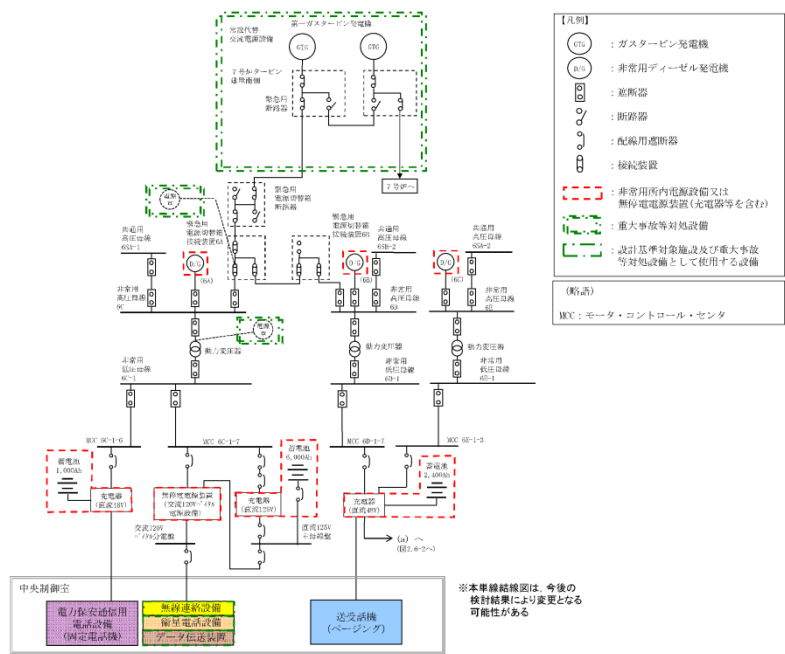 常設代替
交流電源設備
第一ガスタービン発電機
GTG
GTG
7号炉タービン
建屋南側
緊急用
断路器
7号炉へ
電源車
緊急用
電源切替箱
断路器
緊急用
電源切替箱
接続装置6A
緊急用
電源切替箱
接続装置6B
共通用
高圧母線
6SA-1
共通用
高圧母線
6SB-2
共通用
高圧母線
6SA-2
D/G
(6A)
D/G
(6B)
D/G
(6C)
非常用
高圧母線
6C
非常用
高圧母線
非常用
高圧母線
6E
電源車
動力変圧器
動力変圧器
動力変圧器
非常用
低圧母線
6C-1
非常用
低圧母線
6D-1
非常用
低圧母線
6E-1
MCC 6C-1-6
MCC 6C-1-7
MCC 6D-1-7
MCC 6E-1-3
蓄電池
1,000Ah
蓄電池
6,000Ah
蓄電池
2,400Ah
充電器
(直流48V)
無停電電源装置
(交流120Vバイタル
電源設備)
充電器
(直流125V)
充電器
(直流48V)
交流120V
バイタル分電盤
直流125V
主母線盤
(a) へ
(図2.6-2へ)
中央制御室
電力保安通信用
電話設備
(固定電話機)
無線連絡設備
衛星電話設備
データ伝送装置
送受話機
(ページング)
※本単線結線図は、今後の
検討結果により変更となる
可能性がある
【凡例】
GTG : ガスタービン発電機
D/G : 非常用ディーゼル発電機
: 遮断器
: 断路器
: 配線用遮断器
: 接続装置
: 非常用所内電源設備又は
無停電電源装置(充電器等を含む)
: 重大事故等対処設備
: 設計基準対象施設及び重大事故
等対処設備として使用する設備
(略語)
MCC : モータ・コントロール・センタ